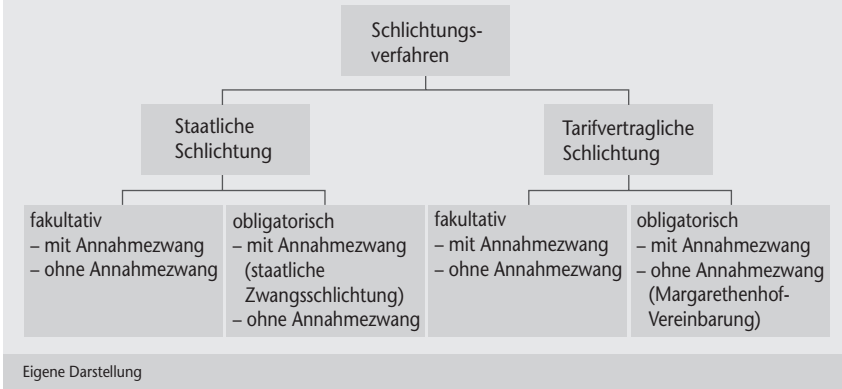 Schlichtungs-
verfahren
Staatliche
Schlichtung
Tarifvertragliche
Schlichtung
fakultativ
– mit Annahmezwang
– ohne Annahmezwang
obligatorisch
– mit Annahmezwang
(staatliche
Zwangsschlichtung)
– ohne Annahmezwang
fakultativ
– mit Annahmezwang
– ohne Annahmezwang
obligatorisch
– mit Annahmezwang
– ohne Annahmezwang
(Margarethenhof-
Vereinbarung)
Eigene Darstellung